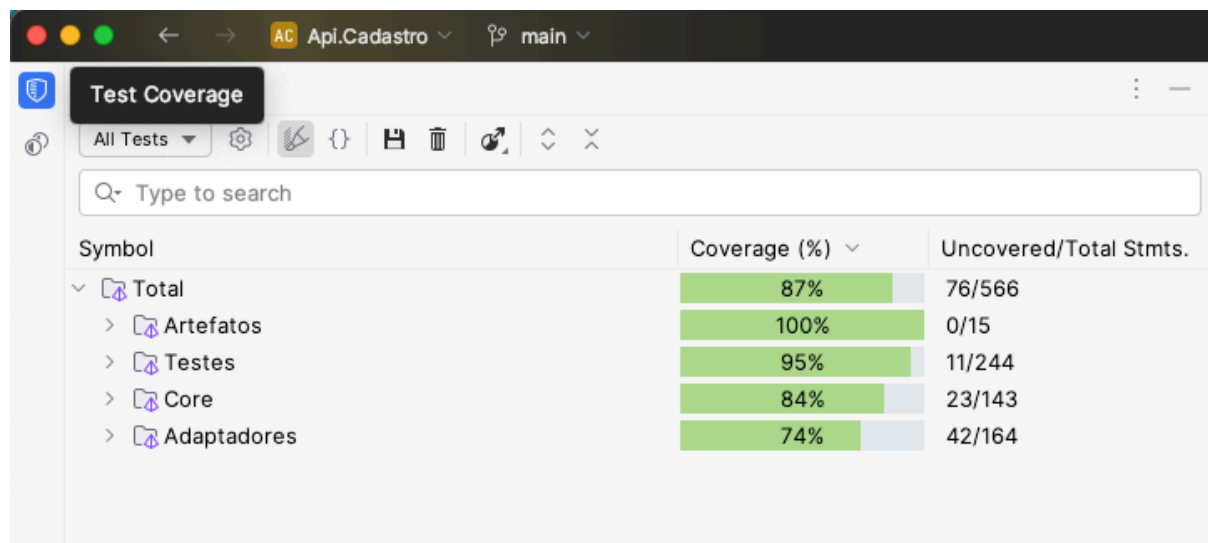 AC Api.Cadastro main
Test Coverage
All Tests
Type to search
Symbol Coverage (%) Uncovered/Total Stmts.
Total 87% 76/566
Artefatos 100% 0/15
Testes 95% 11/244
Core 84% 23/143
Adaptadores 74% 42/164